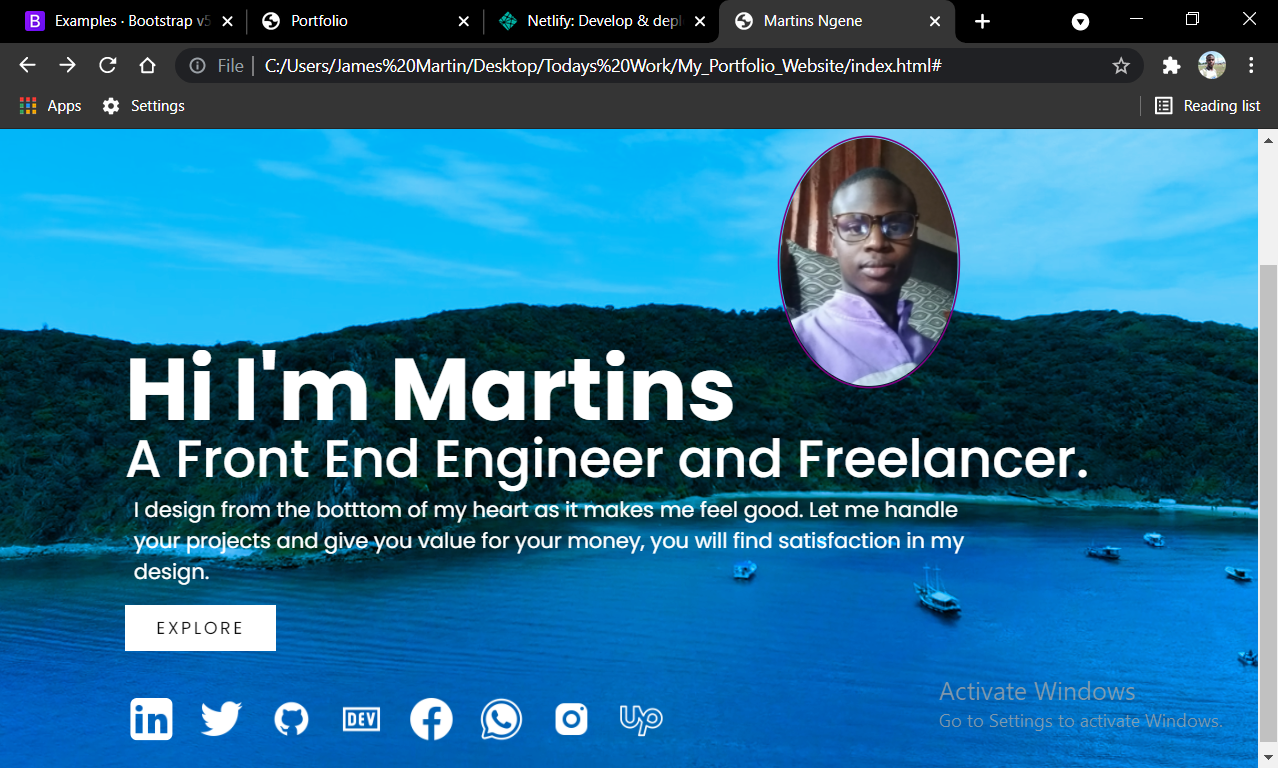 Examples · Bootstrap v5
Portfolio
Netlify: Develop & depl
Martins Ngene
File
C:/Users/James%20Martin/Desktop/Todays%20Work/My_Portfolio_Website/index.html#
Apps
Settings
Reading list
Hi I'm Martins
A Front End Engineer and Freelancer.
I design from the botttom of my heart as it makes me feel good. Let me handle
your projects and give you value for your money, you will find satisfaction in my
design.
EXPLORE
in
DEV
Up
Activate Windows
Go to Settings to activate Windows.